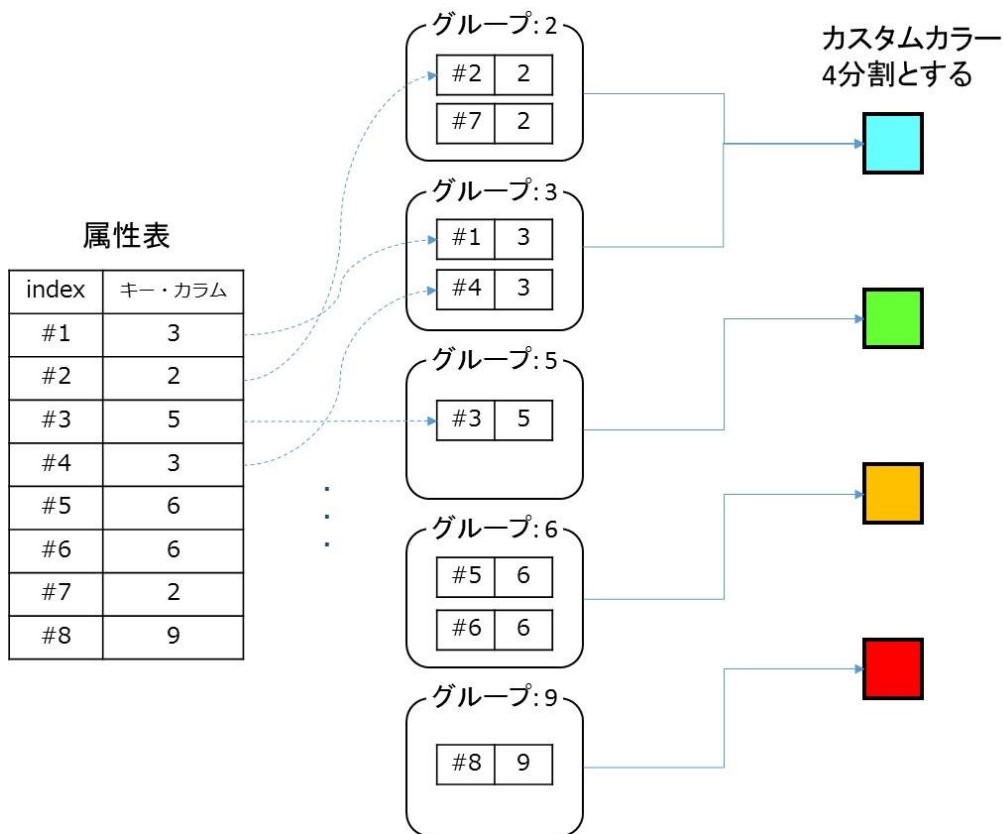 属性表
index キー・カラム
#1 3
#2 2
#3 5
#4 3
#5 6
#6 6
#7 2
#8 9
.
.
.
グループ:2
#2 2
#7 2
グループ:3
#1 3
#4 3
グループ:5
#3 5
グループ:6
#5 6
#6 6
グループ:9
#8 9
カスタムカラー
4分割とする